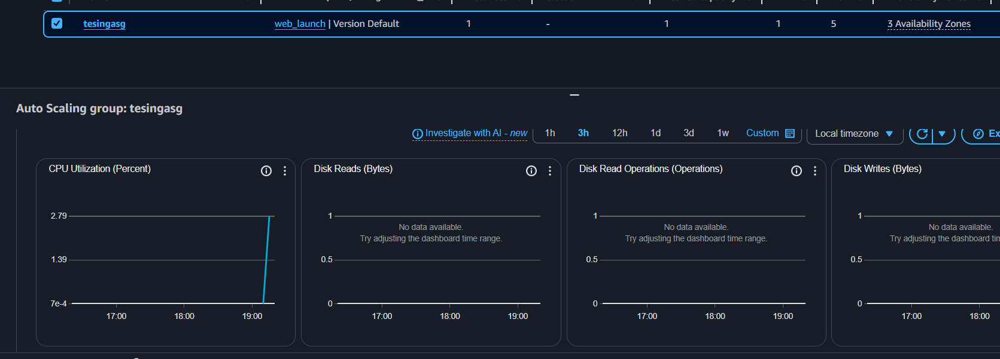 tesingasg web_launch | Version Default 1 - 1 1 5 3 Availability Zones
Auto Scaling group: tesingasg
Investigate with AI - new 1h 3h 12h 1d 3d 1w Custom Local timezone Ex
CPU Utilization (Percent)
2.79
1.39
7e-4
17:00 18:00 19:00
Disk Reads (Bytes)
1
No data available.
Try adjusting the dashboard time range.
0.5
0
17:00 18:00 19:00
Disk Read Operations (Operations)
1
No data available.
Try adjusting the dashboard time range.
0.5
0
17:00 18:00 19:00
Disk Writes (Bytes)
1
No data available.
Try adjusting the dashboard tim
0.5
0
17:00 18:00